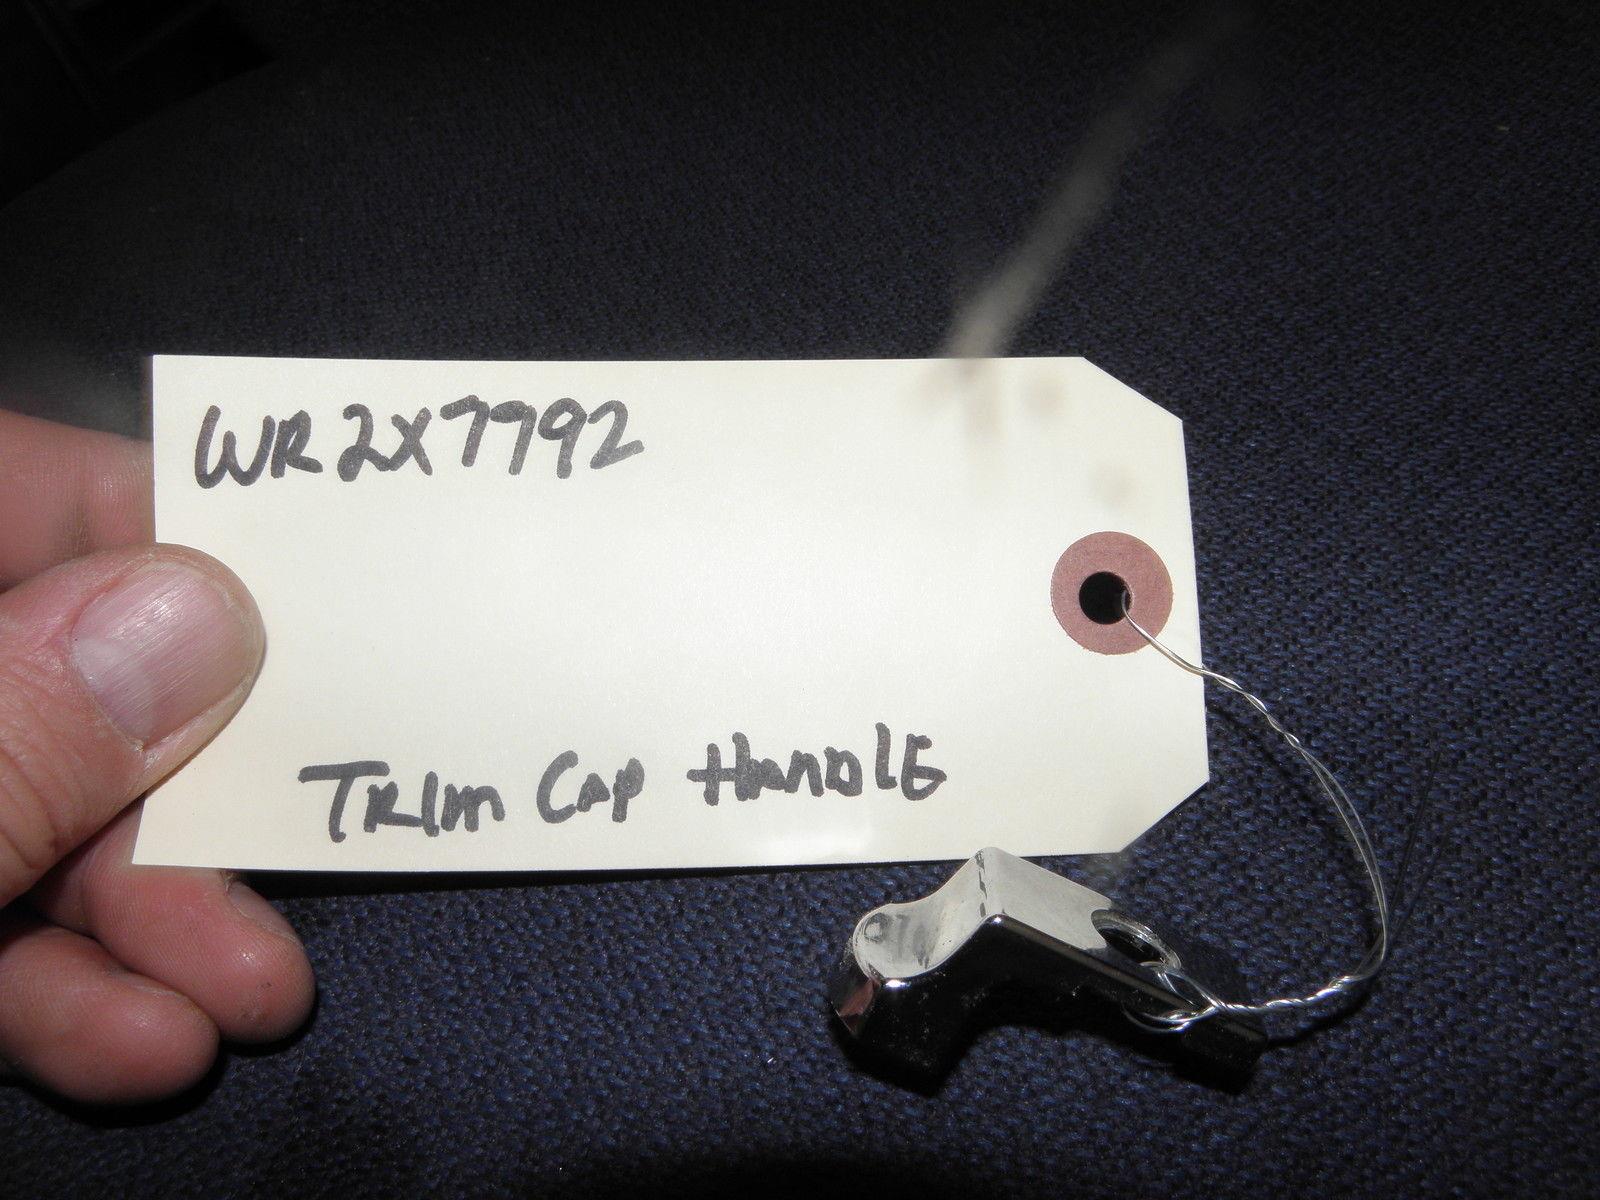 WR2X7792
TRIM CAP HANDLE